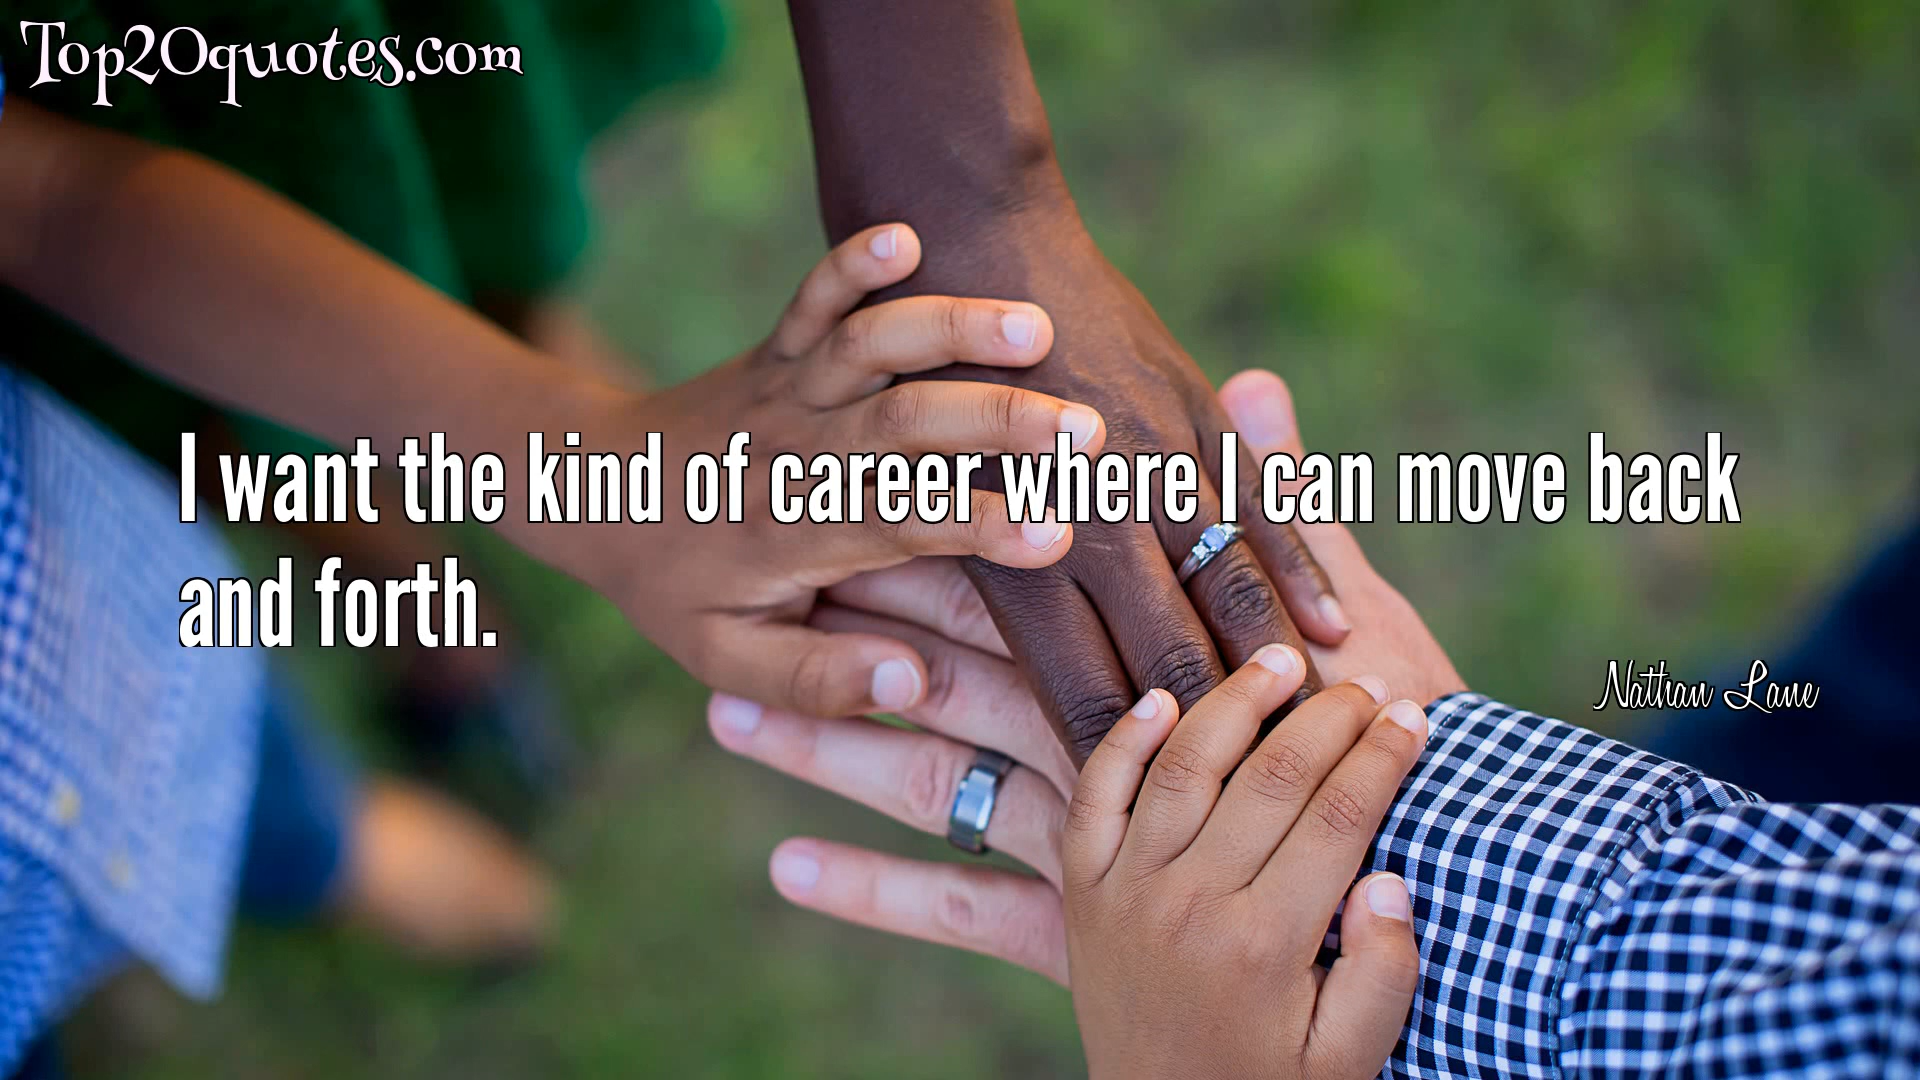 Top20quotes.com
I want the kind of career where I can move back
and forth.
Nathan Lane